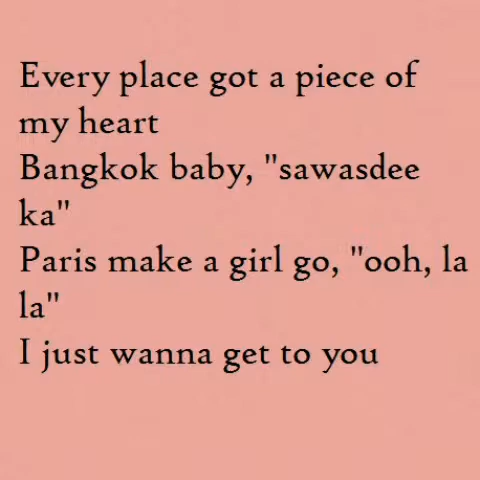 Every place got a piece of
my heart
Bangkok baby, "sawasdee
ka"
Paris make a girl go, "ooh, la
la"
I just wanna get to you